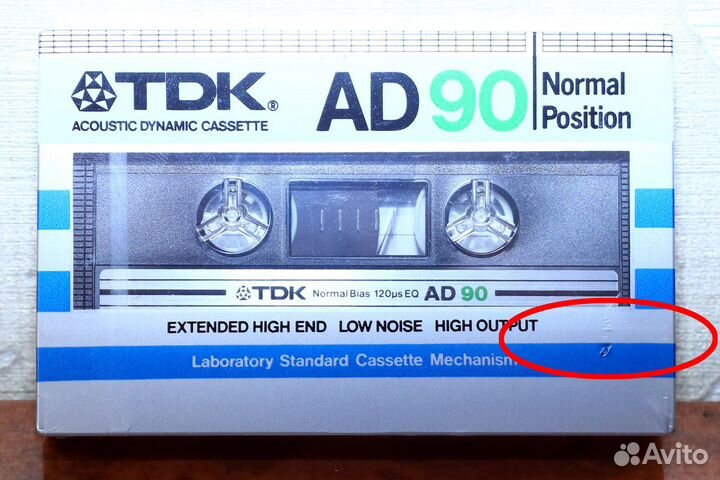 TDK®
ACOUSTIC DYNAMIC CASSETTE
AD 90
Normal
Position
TDK Normal Bias 120µs EQ AD 90
EXTENDED HIGH END LOW NOISE HIGH OUTPUT
Laboratory Standard Cassette Mechanism
Avito